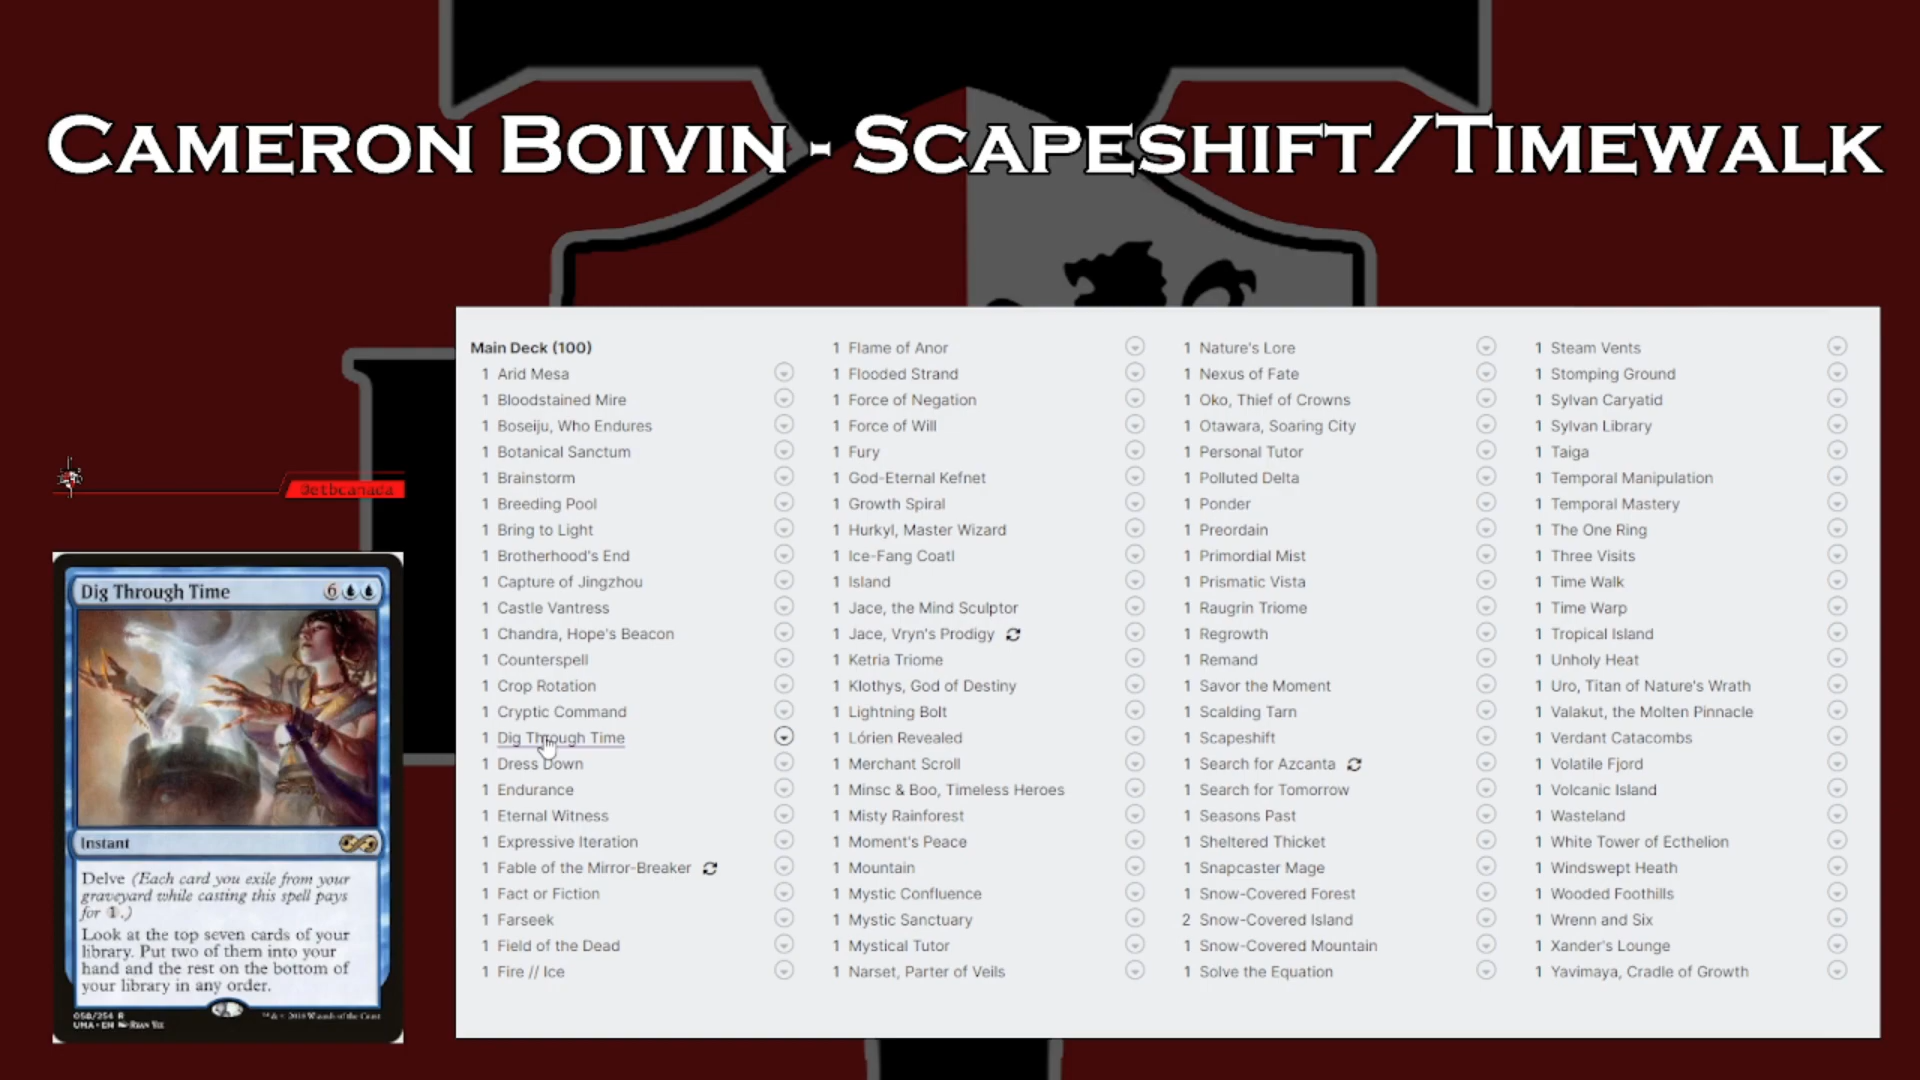 Cameron Boivin - Scapeshift/Timewalk
@etbcanada
Dig Through Time 6
Instant
Delve (Each card you exile from your
graveyard while casting this spell pays
for 1.)
Look at the top seven cards of your
library. Put two of them into your
hand and the rest on the bottom of
your library in any order.
058/254 R
UMA • EN Ryan Yee
™ & © 2018 Wizards of the Coast
Main Deck (100)
1 Arid Mesa
1 Bloodstained Mire
1 Boseiju, Who Endures
1 Botanical Sanctum
1 Brainstorm
1 Breeding Pool
1 Bring to Light
1 Brotherhood's End
1 Capture of Jingzhou
1 Castle Vantress
1 Chandra, Hope's Beacon
1 Counterspell
1 Crop Rotation
1 Cryptic Command
1 Dig Through Time
1 Dress Down
1 Endurance
1 Eternal Witness
1 Expressive Iteration
1 Fable of the Mirror-Breaker
1 Fact or Fiction
1 Farseek
1 Field of the Dead
1 Fire // Ice
1 Flame of Anor
1 Flooded Strand
1 Force of Negation
1 Force of Will
1 Fury
1 God-Eternal Kefnet
1 Growth Spiral
1 Hurkyl, Master Wizard
1 Ice-Fang Coatl
1 Island
1 Jace, the Mind Sculptor
1 Jace, Vryn's Prodigy
1 Ketria Triome
1 Klothys, God of Destiny
1 Lightning Bolt
1 Lórien Revealed
1 Merchant Scroll
1 Minsc & Boo, Timeless Heroes
1 Misty Rainforest
1 Moment's Peace
1 Mountain
1 Mystic Confluence
1 Mystic Sanctuary
1 Mystical Tutor
1 Narset, Parter of Veils
1 Nature's Lore
1 Nexus of Fate
1 Oko, Thief of Crowns
1 Otawara, Soaring City
1 Personal Tutor
1 Polluted Delta
1 Ponder
1 Preordain
1 Primordial Mist
1 Prismatic Vista
1 Raugrin Triome
1 Regrowth
1 Remand
1 Savor the Moment
1 Scalding Tarn
1 Scapeshift
1 Search for Azcanta
1 Search for Tomorrow
1 Seasons Past
1 Sheltered Thicket
1 Snapcaster Mage
1 Snow-Covered Forest
2 Snow-Covered Island
1 Snow-Covered Mountain
1 Solve the Equation
1 Steam Vents
1 Stomping Ground
1 Sylvan Caryatid
1 Sylvan Library
1 Taiga
1 Temporal Manipulation
1 Temporal Mastery
1 The One Ring
1 Three Visits
1 Time Walk
1 Time Warp
1 Tropical Island
1 Unholy Heat
1 Uro, Titan of Nature's Wrath
1 Valakut, the Molten Pinnacle
1 Verdant Catacombs
1 Volatile Fjord
1 Volcanic Island
1 Wasteland
1 White Tower of Ecthelion
1 Windswept Heath
1 Wooded Foothills
1 Wrenn and Six
1 Xander's Lounge
1 Yavimaya, Cradle of Growth